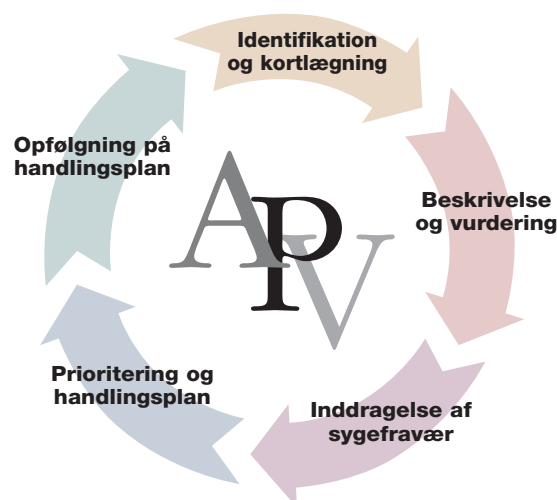 Identifikation
og kortlægning
Beskrivelse
og vurdering
Inddragelse af
sygefravær
Prioritering og
handlingsplan
Opfølgning på
handlingsplan
APV